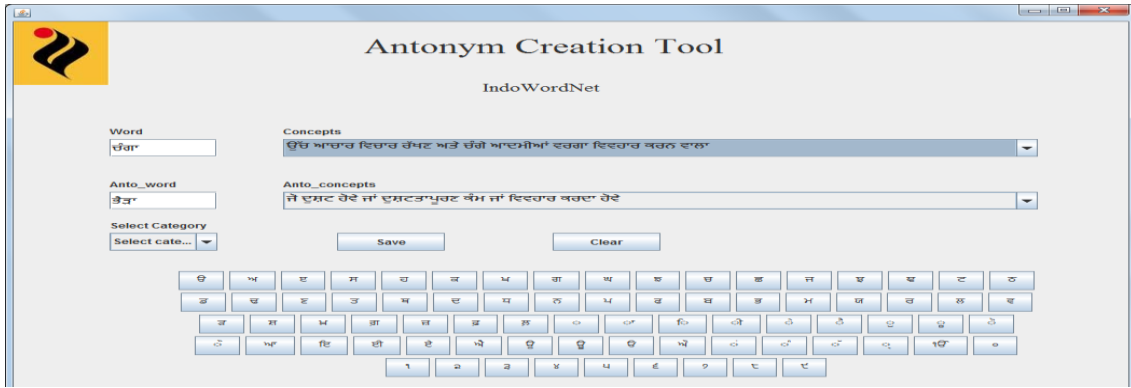 Antonym Creation Tool
IndoWordNet
Word Concepts
ਚੰਗਾ ਉੱਚ ਆਚਾਰ ਵਿਚਾਰ ਰੱਖਣ ਅਤੇ ਚੰਗੇ ਆਦਮੀਆਂ ਵਰਗਾ ਵਿਵਹਾਰ ਕਰਨ ਵਾਲਾ
Anto_word Anto_concepts
ਭੈੜਾ ਜੋ ਦੁਸ਼ਟ ਹੋਵੇ ਜਾਂ ਦੁਸ਼ਟਤਾਪੂਰਣ ਕੰਮ ਜਾਂ ਵਿਵਹਾਰ ਕਰਦਾ ਹੋਵੇ
Select Category
Select cate... Save Clear
ੳ ਅ ੲ ਸ ਹ ਕ ਖ ਗ ਘ ਙ ਚ ਛ ਜ ਝ ਞ ਟ ਠ
ਡ ਢ ਣ ਤ ਥ ਦ ਧ ਨ ਪ ਫ ਬ ਭ ਮ ਯ ਰ ਲ ਵ
ੜ ਸ਼ ਖ਼ ਗ਼ ਜ਼ ਫ਼ ਲ਼ ਼ ਾ ਿ ੀ ੇ ੈ ੁ ੂ ੋ
ੌ ਆ ਇ ਈ ਏ ਐ ਉ ਊ ਓ ਔ ਂ ੰ ੱ ੍ ੴ
੧ ੨ ੩ ੪ ੫ ੬ ੭ ੮ ੯